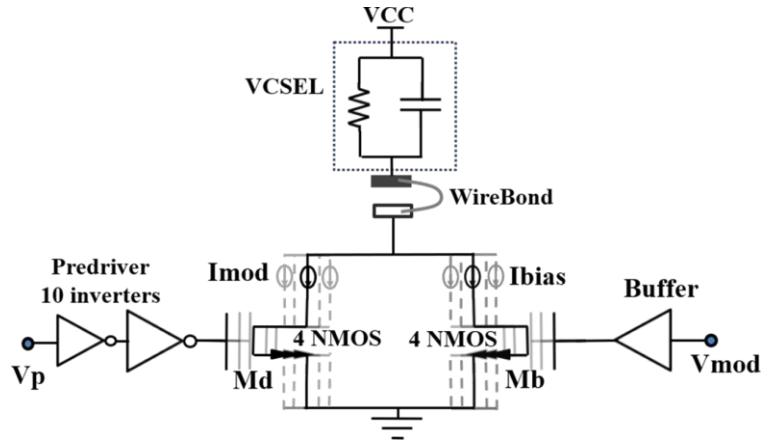 VCC
VCSEL
WireBond
Predriver
10 inverters
Imod
Ibias
Buffer
4 NMOS
4 NMOS
Vp
Md
Mb
Vmod